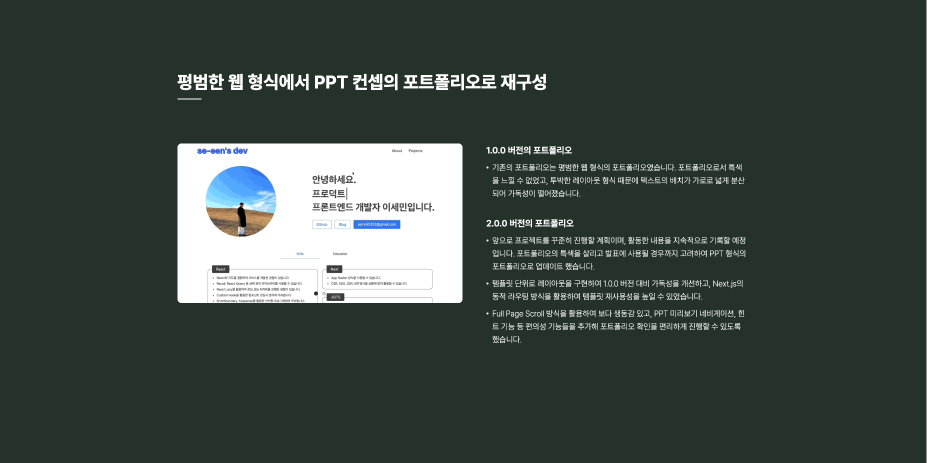 평범한 웹 형식에서 PPT 컨셉의 포트폴리오로 재구성
se-een's dev
About Projects
안녕하세요.
프로덕트
프론트엔드 개발자 이세민입니다.
Github Blog
Skills Education
React
Next
1.0.0 버전의 포트폴리오
• 기존의 포트폴리오는 평범한 웹 형식의 포트폴리오였습니다. 포트폴리오로서 특색
을 느낄 수 없었고, 투박한 레이아웃 형식 때문에 텍스트의 배치가 가로로 넓게 분산
되어 가독성이 떨어졌습니다.
2.0.0 버전의 포트폴리오
• 앞으로 프로젝트를 꾸준히 진행할 계획이며, 활동한 내용을 지속적으로 기록할 예정
입니다. 포트폴리오의 특색을 살리고 발표에 사용될 경우까지 고려하여 PPT 형식의
포트폴리오로 업데이트 했습니다.
• 템플릿 단위로 레이아웃을 구현하여 1.0.0 버전 대비 가독성을 개선하고, Next.js의
동적 라우팅 방식을 활용하여 템플릿 재사용성을 높일 수 있었습니다.
• Full Page Scroll 방식을 활용하여 보다 생동감 있고, PPT 미리보기 네비게이션, 힌
트 기능 등 편의성 기능들을 추가해 포트폴리오 확인을 편리하게 진행할 수 있도록
했습니다.